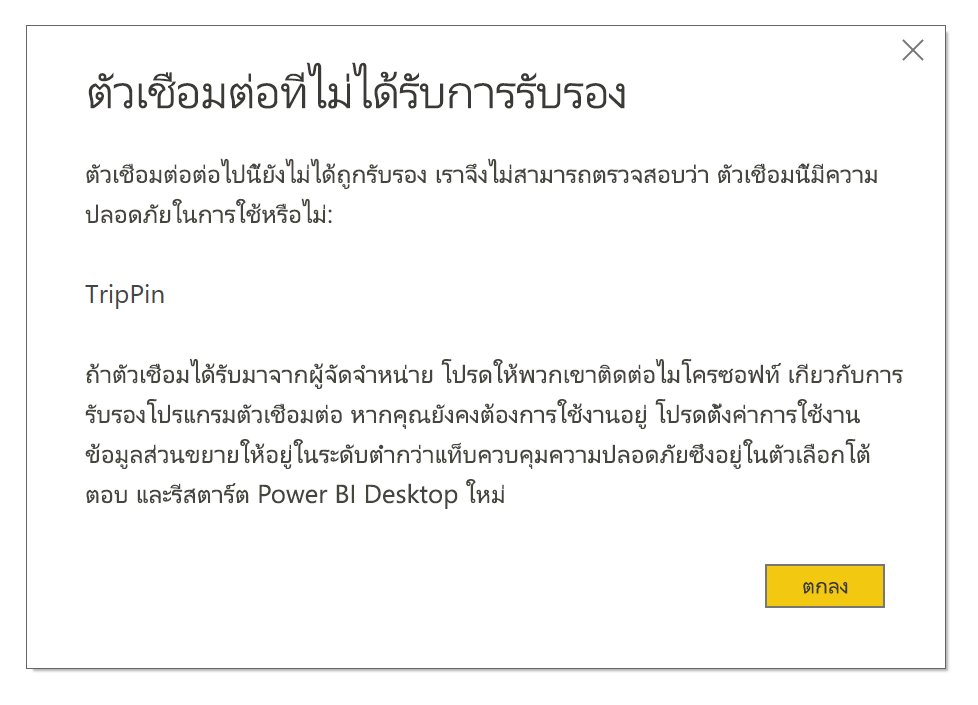 ตัวเชื่อมต่อที่ไม่ได้รับการรับรอง
ตัวเชื่อมต่อต่อไปนี้ยังไม่ได้ถูกรับรอง เราจึงไม่สามารถตรวจสอบว่า ตัวเชื่อมนี้มีความ
ปลอดภัยในการใช้หรือไม่:
TripPin
ถ้าตัวเชื่อมได้รับมาจากผู้จัดจำหน่าย โปรดให้พวกเขาติดต่อไมโครซอฟท์ เกี่ยวกับการ
รับรองโปรแกรมตัวเชื่อมต่อ หากคุณยังคงต้องการใช้งานอยู่ โปรดตั้งค่าการใช้งาน
ข้อมูลส่วนขยายให้อยู่ในระดับต่ำกว่าแท็บควบคุมความปลอดภัยซึ่งอยู่ในตัวเลือกโต้
ตอบ และรีสตาร์ต Power BI Desktop ใหม่
ตกลง